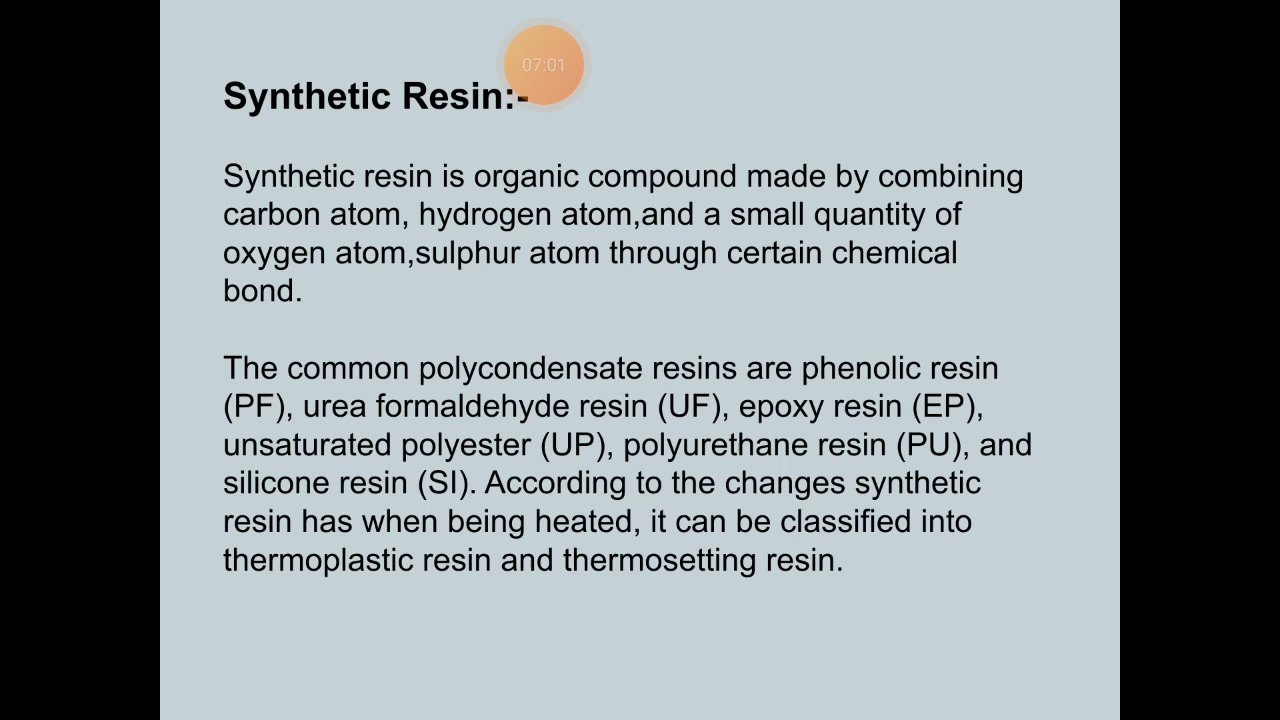 07:01
Synthetic Resin:-
Synthetic resin is organic compound made by combining
carbon atom, hydrogen atom,and a small quantity of
oxygen atom,sulphur atom through certain chemical
bond.
The common polycondensate resins are phenolic resin
(PF), urea formaldehyde resin (UF), epoxy resin (EP),
unsaturated polyester (UP), polyurethane resin (PU), and
silicone resin (SI). According to the changes synthetic
resin has when being heated, it can be classified into
thermoplastic resin and thermosetting resin.